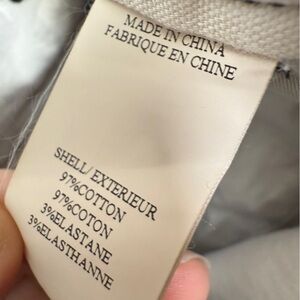 MADE IN CHINA
FABRIQUE EN CHINE
SHELL/ EXTERIEUR
97%COTTON
97%COTON
3%ELASTANE
3%ELASTHANNE